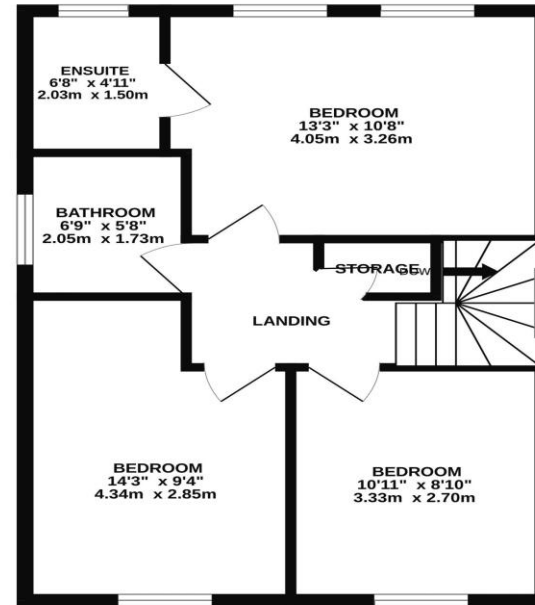 ENSUITE
6'8" x 4'11"
2.03m x 1.50m
BEDROOM
13'3" x 10'8"
4.05m x 3.26m
BATHROOM
6'9" x 5'8"
2.05m x 1.73m
STORAGE
LANDING
BEDROOM
14'3" x 9'4"
4.34m x 2.85m
BEDROOM
10'11" x 8'10"
3.33m x 2.70m